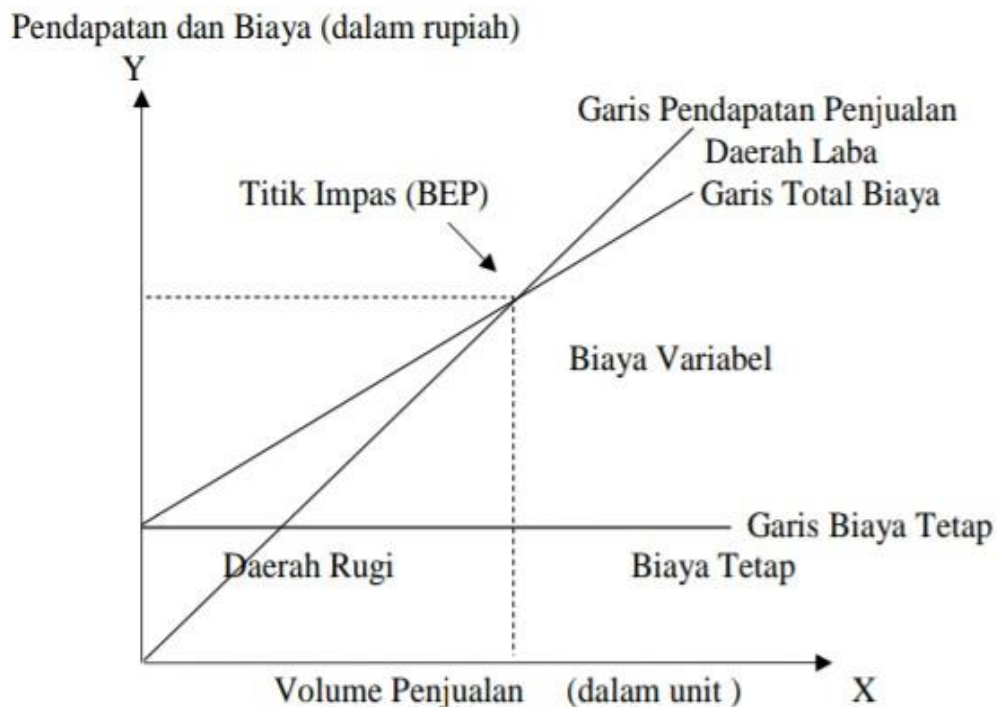 Pendapatan dan Biaya (dalam rupiah)
Y
Garis Pendapatan Penjualan
Daerah Laba
Titik Impas (BEP)
Garis Total Biaya
Biaya Variabel
Garis Biaya Tetap
Daerah Rugi
Biaya Tetap
Volume Penjualan (dalam unit )
X